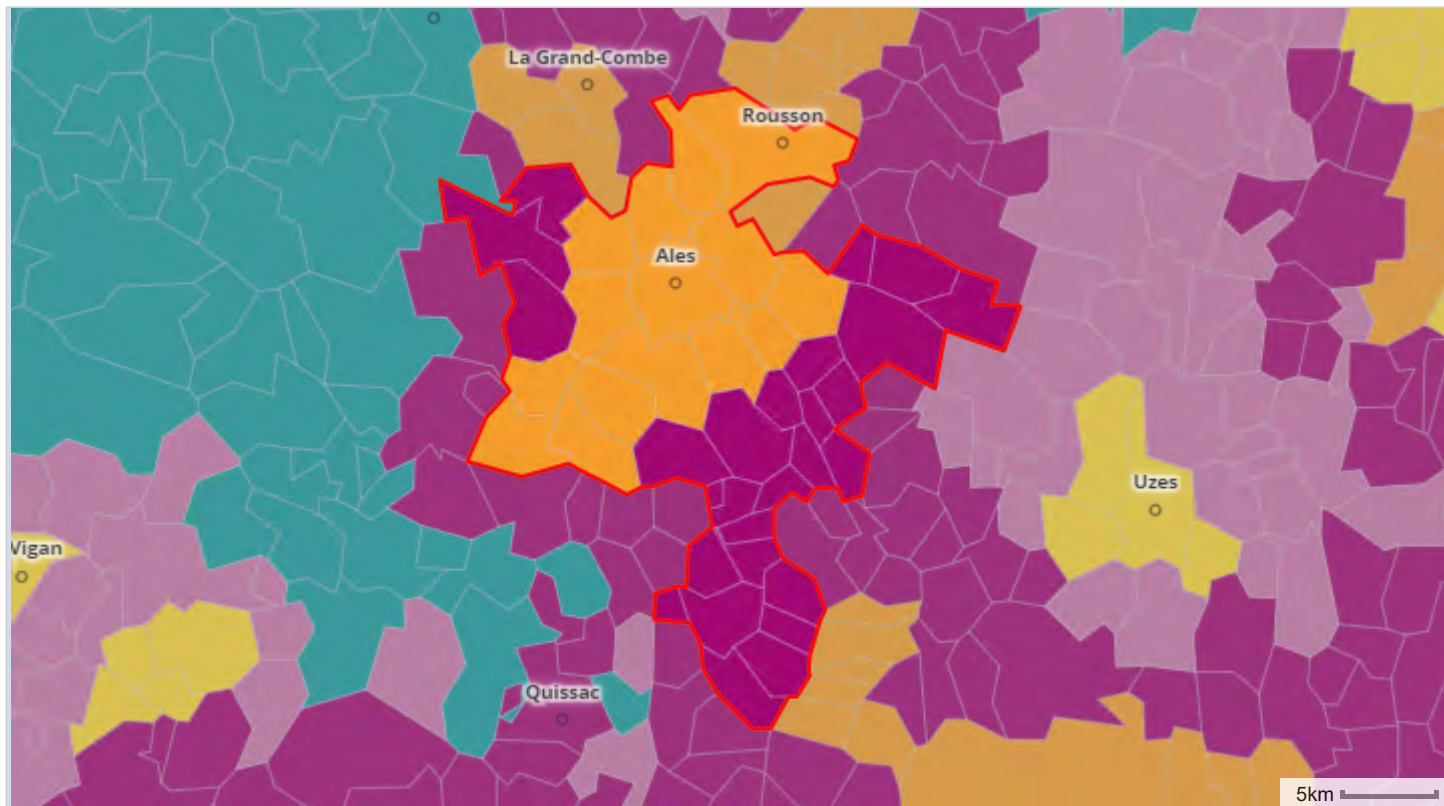 La Grand-Combe
Rousson
Ales
Uzes
Vigan
Quissac
5km